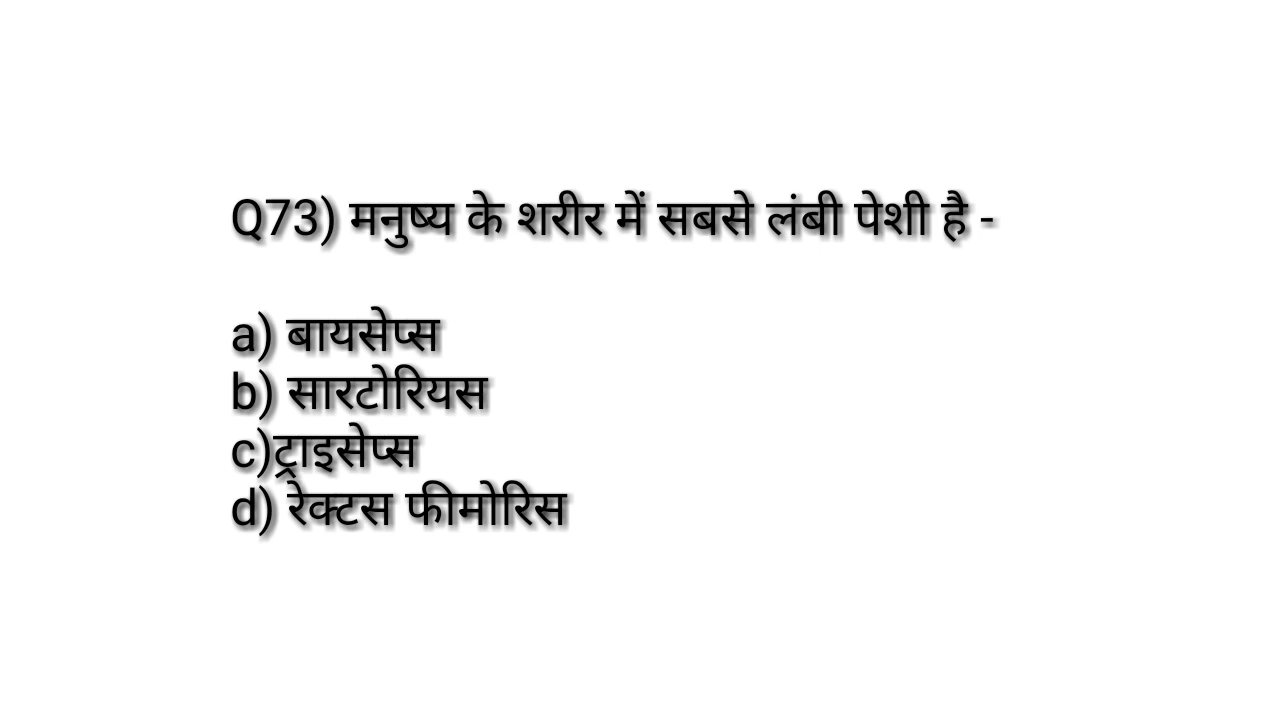 Q73) मनुष्य के शरीर में सबसे लंबी पेशी है -
a) बायसेप्स
b) सारटोरियस
c)ट्राइसेप्स
d) रेक्टस फीमोरिस